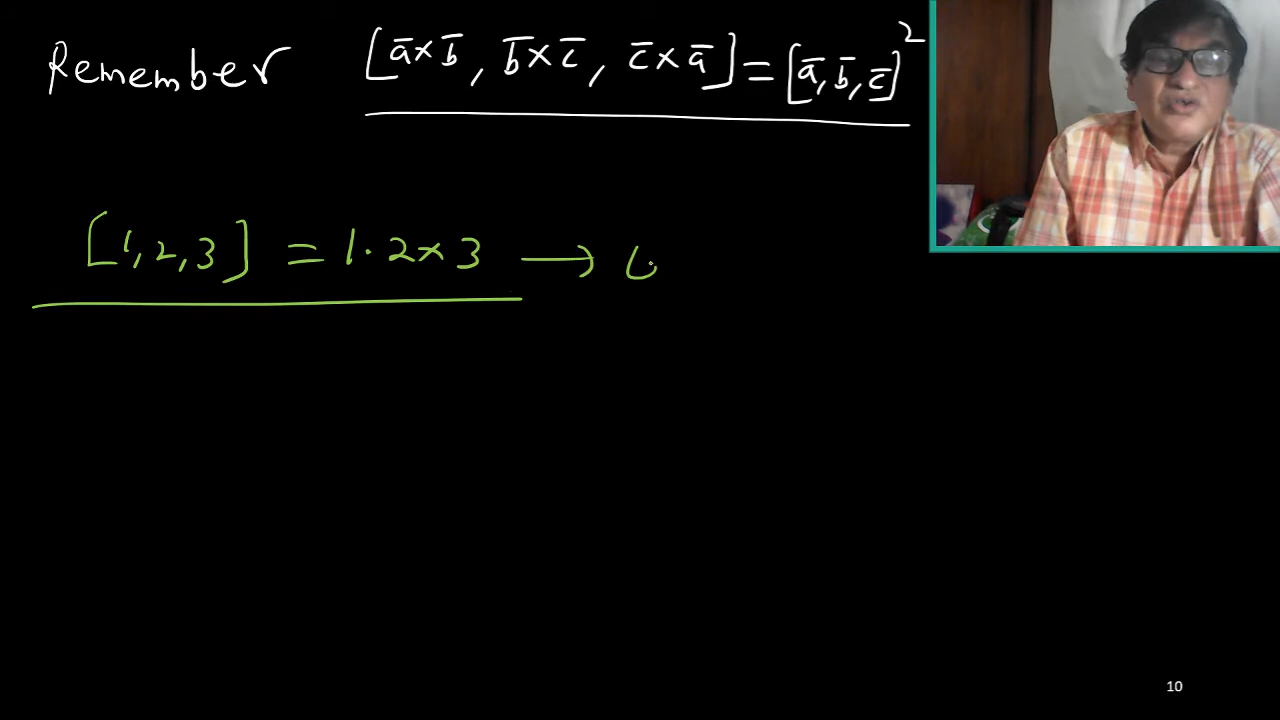 Remember [a̅×b̅, b̅×c̅, c̅×a̅] = [a̅, b̅, c̅]²
[1, 2, 3] = 1·2×3 →
10